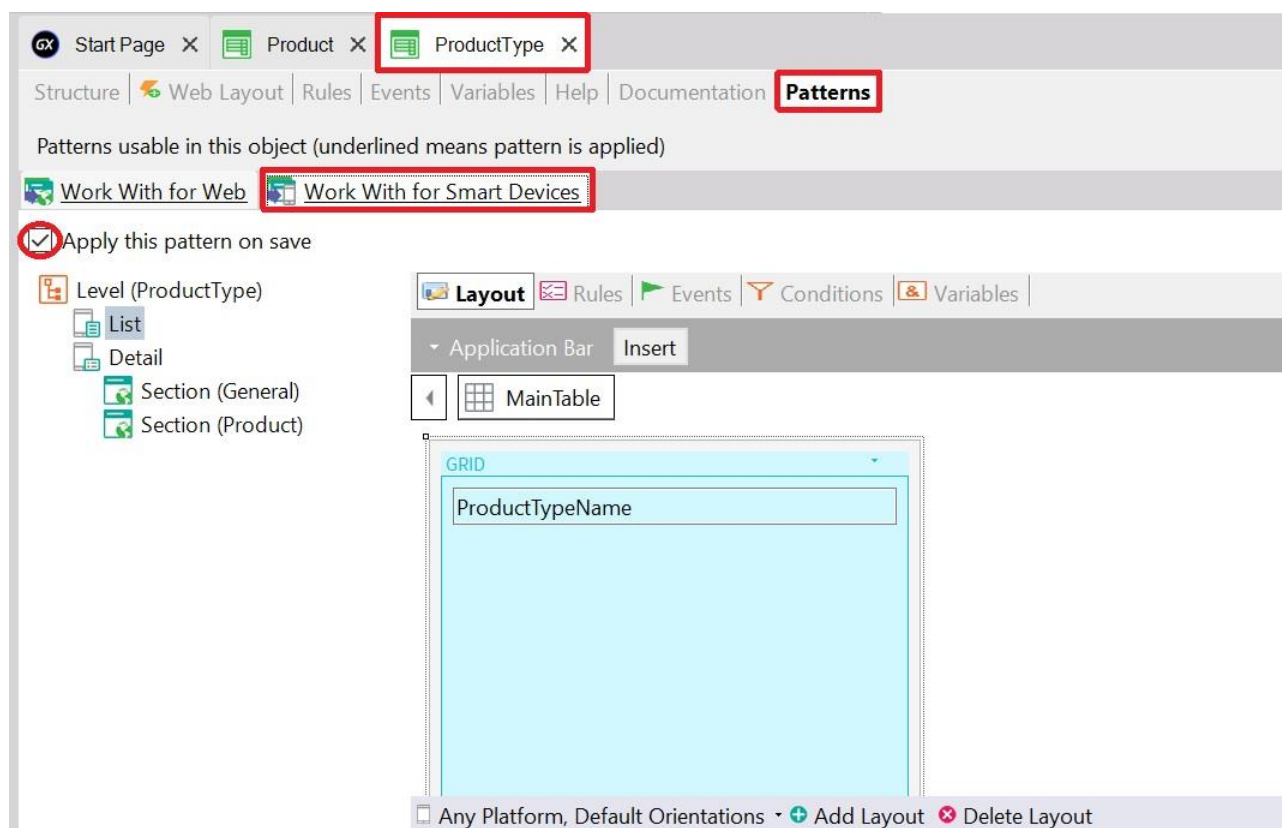 GX Start Page Product ProductType
Structure Web Layout Rules Events Variables Help Documentation Patterns
Patterns usable in this object (underlined means pattern is applied)
Work With for Web Work With for Smart Devices
Apply this pattern on save
Level (ProductType)
List
Detail
Section (General)
Section (Product)
Layout Rules Events Conditions & Variables
Application Bar Insert
MainTable
GRID
ProductTypeName
Any Platform, Default Orientations Add Layout Delete Layout